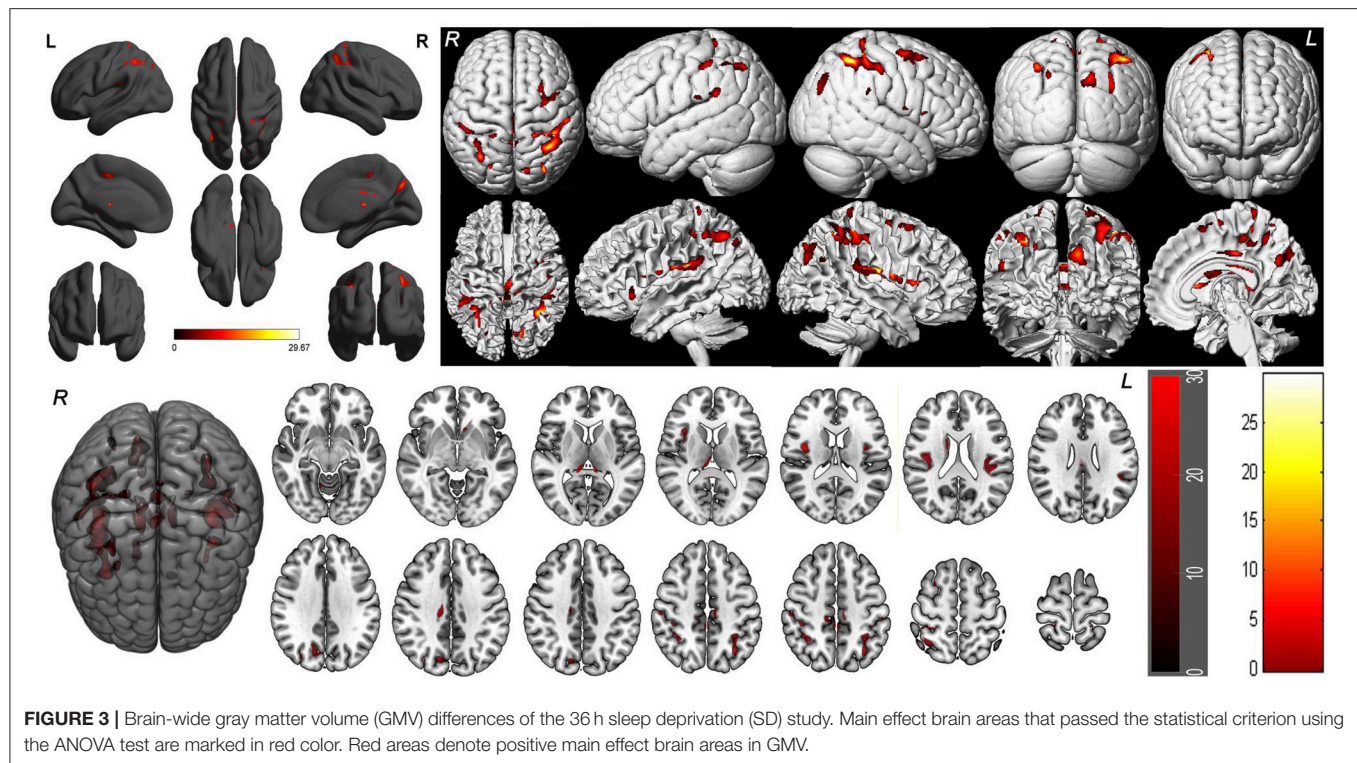 L
R
R
L
0
29.67
R
L
30
20
10
0
25
20
15
10
5
0
FIGURE 3 | Brain-wide gray matter volume (GMV) differences of the 36 h sleep deprivation (SD) study. Main effect brain areas that passed the statistical criterion using
the ANOVA test are marked in red color. Red areas denote positive main effect brain areas in GMV.